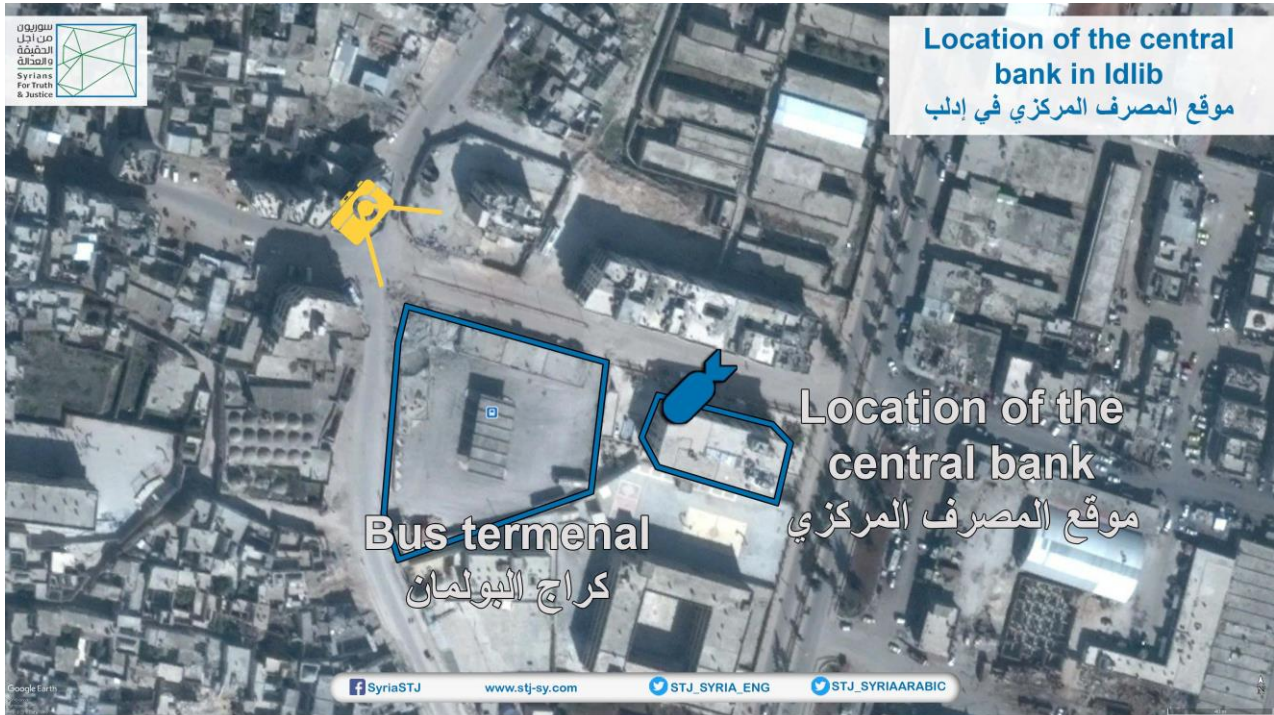 سوريون
من أجل
الحقيقة
والعدالة
Syrians
For Truth
& Justice
Location of the central
bank in Idlib
موقع المصرف المركزي في إدلب
Location of the
central bank
موقع المصرف المركزي
Bus termenal
كراج البولمان
Google Earth
SyriaSTJ
www.stj-sy.com
STJ_SYRIA_ENG
STJ_SYRIAARABIC